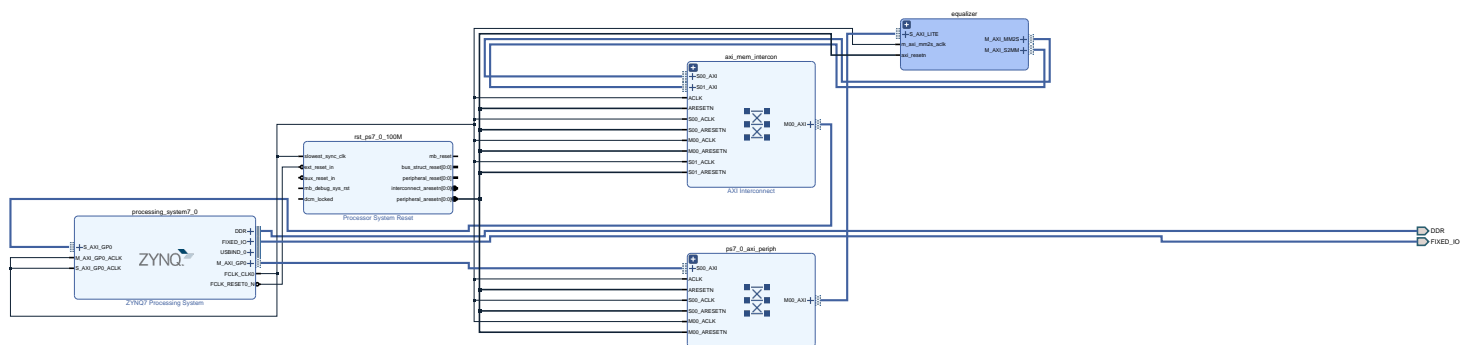 equalizer
S_AXI_LITE
m_axi_mm2s_aclk
axi_resetn
M_AXI_MM2S
M_AXI_S2MM
axi_mem_intercon
S00_AXI
S01_AXI
ACLK
ARESETN
S00_ACLK
S00_ARESETN
M00_ACLK
M00_ARESETN
S01_ACLK
S01_ARESETN
M00_AXI
AXI Interconnect
rst_ps7_0_100M
slowest_sync_clk
ext_reset_in
aux_reset_in
mb_debug_sys_rst
dcm_locked
mb_reset
bus_struct_reset[0:0]
peripheral_reset[0:0]
interconnect_aresetn[0:0]
peripheral_aresetn[0:0]
Processor System Reset
processing_system7_0
S_AXI_GP0
M_AXI_GP0_ACLK
S_AXI_GP0_ACLK
ZYNQ
DDR
FIXED_IO
USBIND_0
M_AXI_GP0
FCLK_CLK0
FCLK_RESET0_N
ZYNQ7 Processing System
ps7_0_axi_periph
S00_AXI
ACLK
ARESETN
S00_ACLK
S00_ARESETN
M00_ACLK
M00_ARESETN
M00_AXI
DDR
FIXED_IO